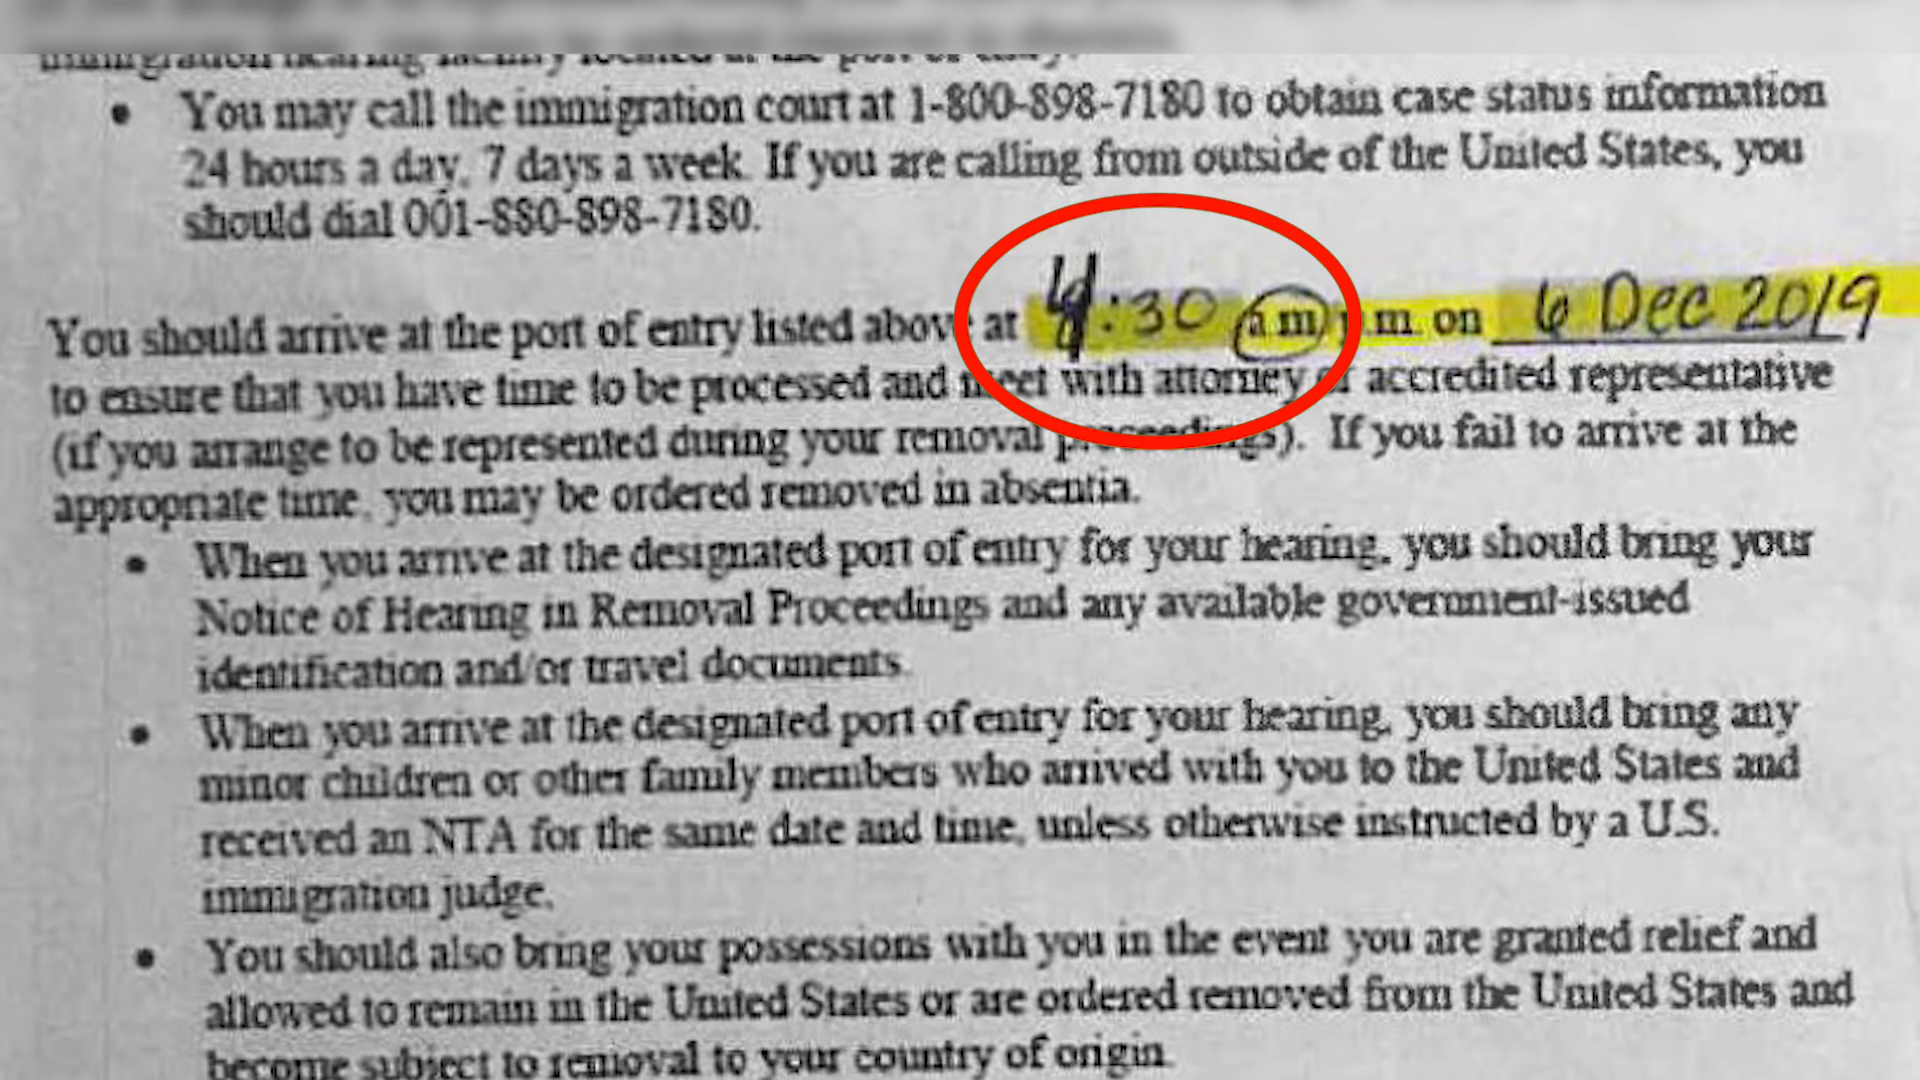 immigration hearing facility located at the port of entry.
• You may call the immigration court at 1-800-898-7180 to obtain case status information
24 hours a day, 7 days a week. If you are calling from outside of the United States, you
should dial 001-880-898-7180.
You should arrive at the port of entry listed above at 4:30 am p.m. on 6 Dec 2019
to ensure that you have time to be processed and meet with attorney or accredited representative
(if you arrange to be represented during your removal proceedings). If you fail to arrive at the
appropriate time, you may be ordered removed in absentia.
• When you arrive at the designated port of entry for your hearing, you should bring your
Notice of Hearing in Removal Proceedings and any available government-issued
identification and/or travel documents.
• When you arrive at the designated port of entry for your hearing, you should bring any
minor children or other family members who arrived with you to the United States and
received an NTA for the same date and time, unless otherwise instructed by a U.S.
immigration judge.
• You should also bring your possessions with you in the event you are granted relief and
allowed to remain in the United States or are ordered removed from the United States and
become subject to removal to your country of origin.